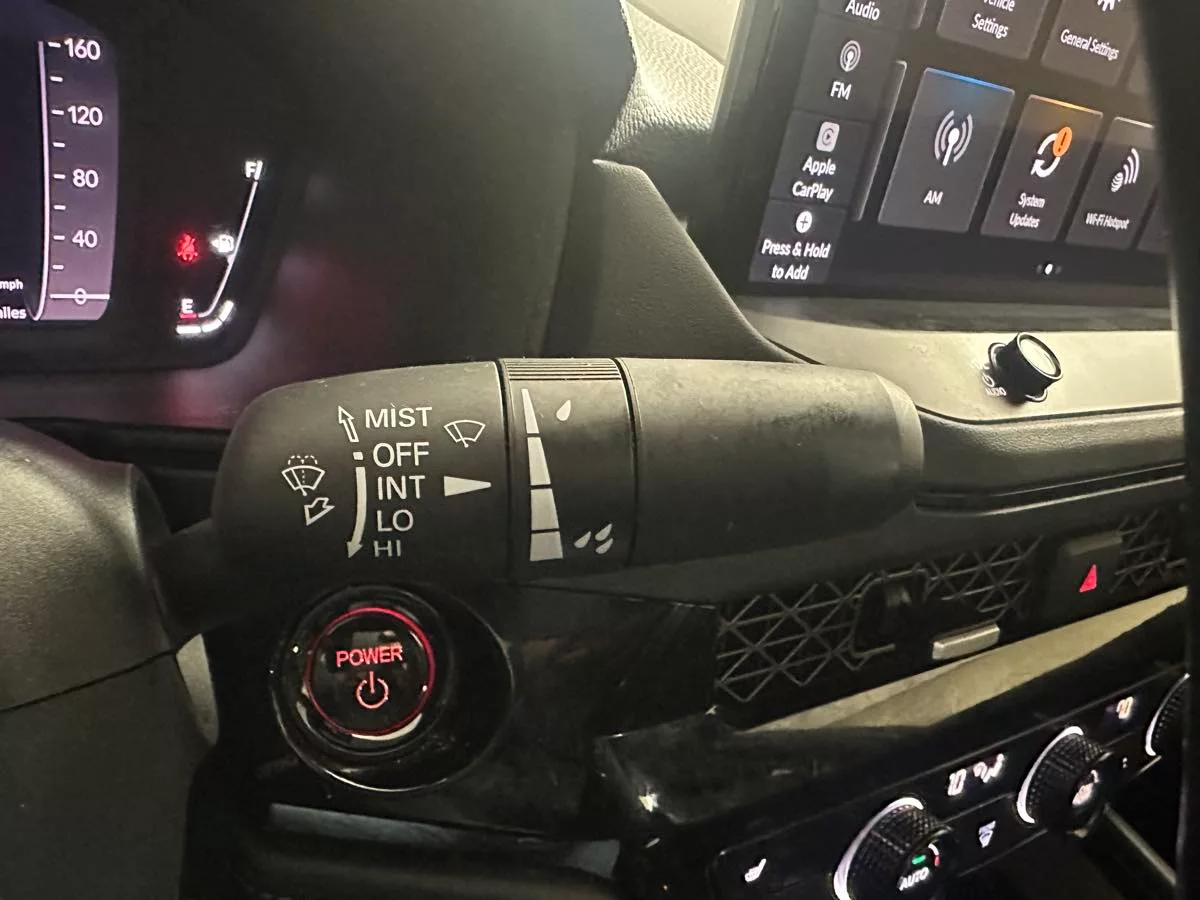 160
120
80
40
0
mph
F
E
Audio
FM
Apple
CarPlay
Press & Hold
to Add
Settings
General Settings
AM
System
Updates
Wi-Fi Hotspot
AUDIO
MIST
OFF
INT
LO
HI
POWER
AUTO